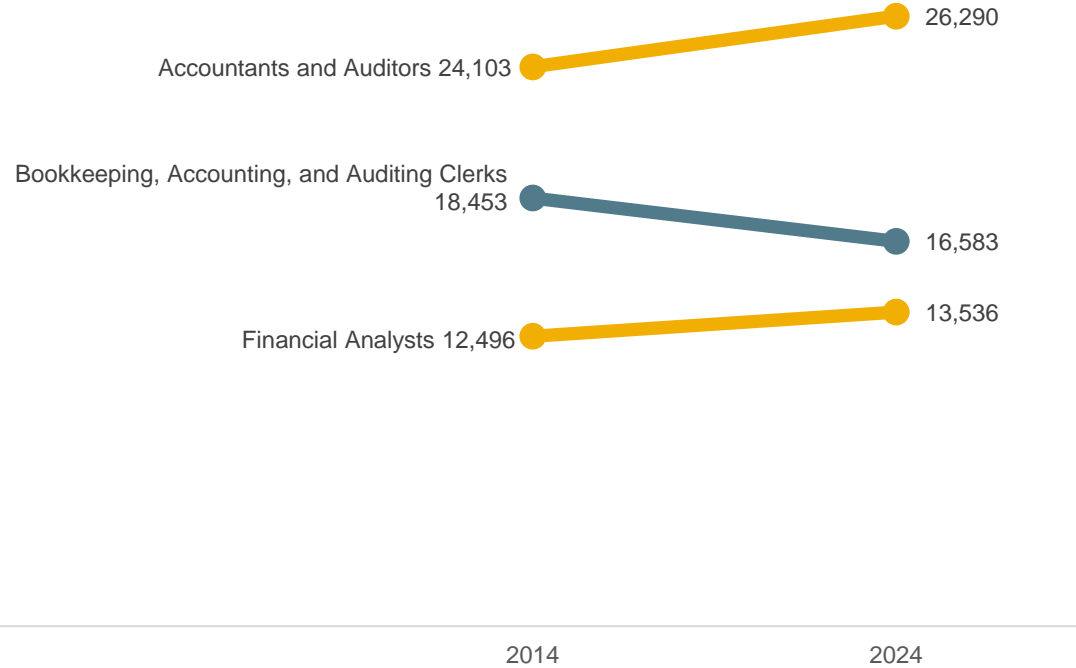 26,290
Accountants and Auditors 24,103
Bookkeeping, Accounting, and Auditing Clerks
18,453
16,583
13,536
Financial Analysts 12,496
2014 2024